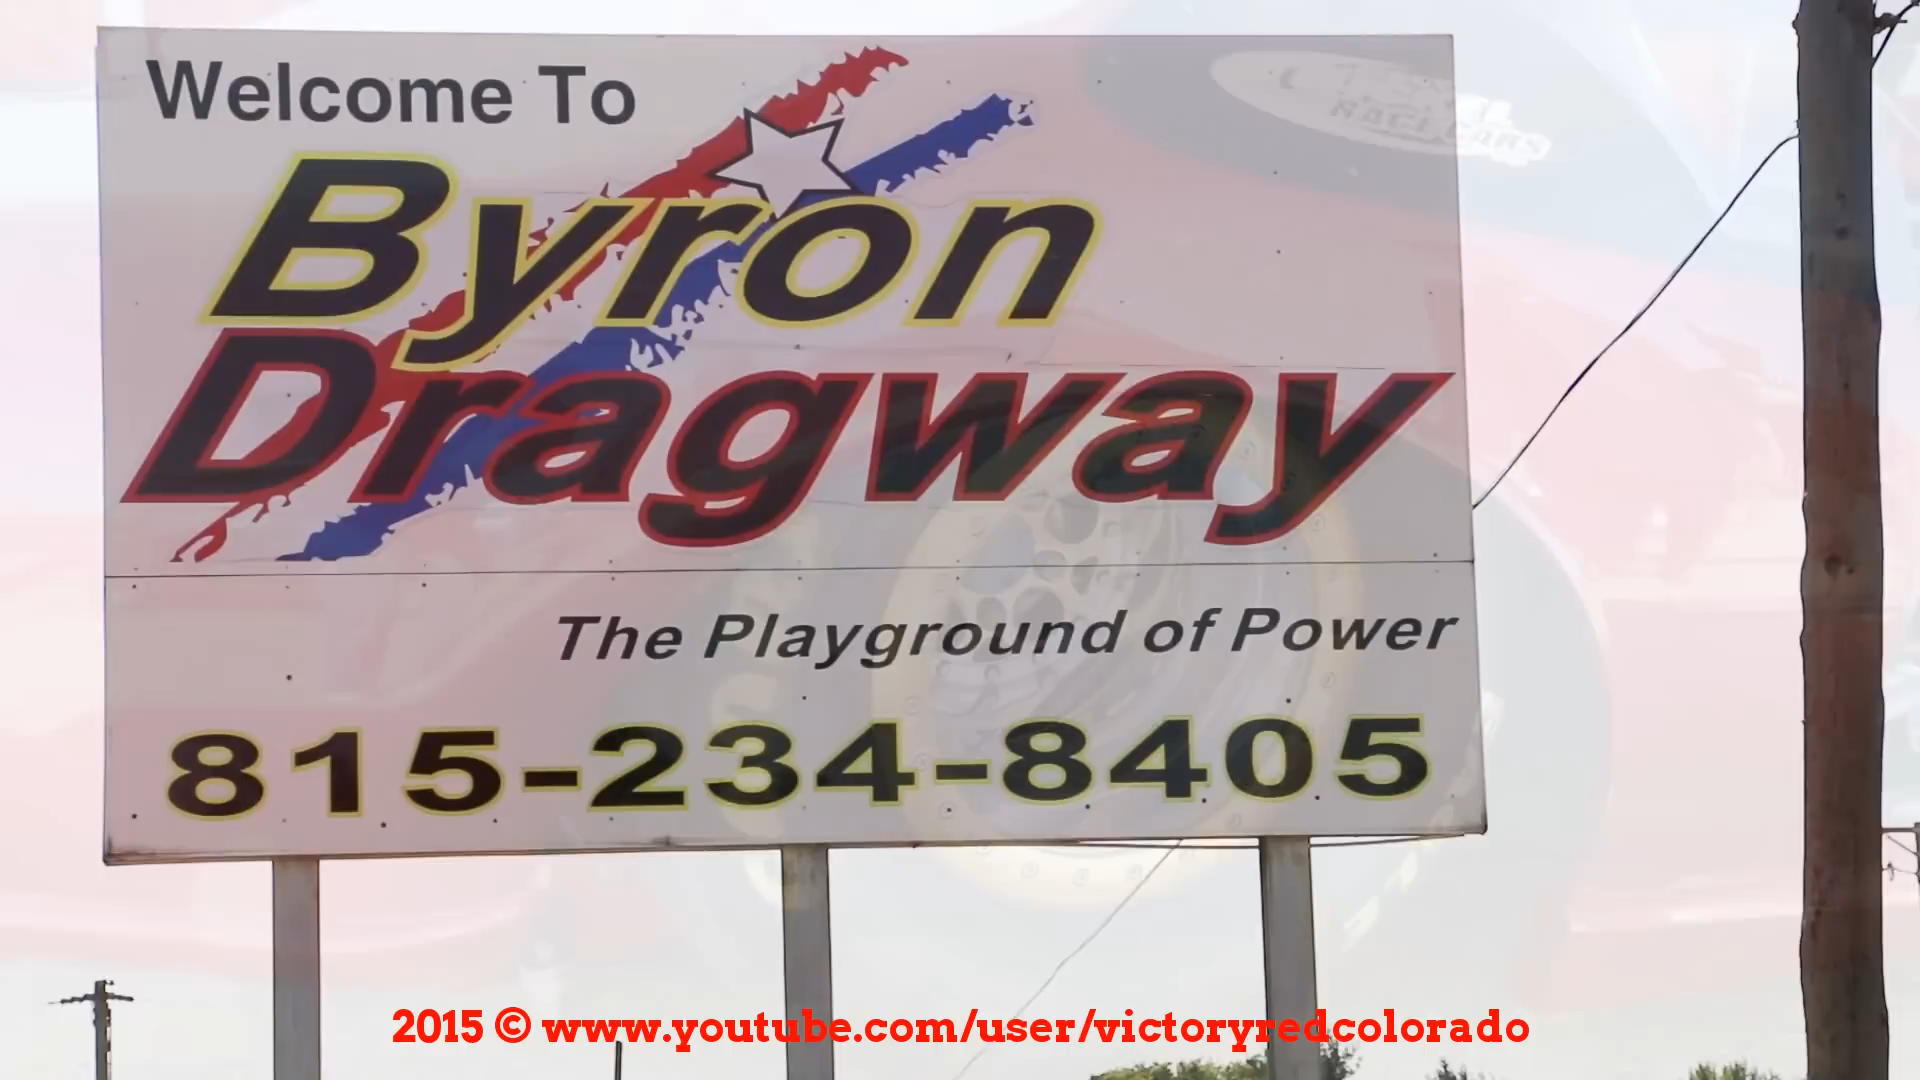 Welcome To
Byron
Dragway
The Playground of Power
815-234-8405
2015 © www.youtube.com/user/victoryredcolorado